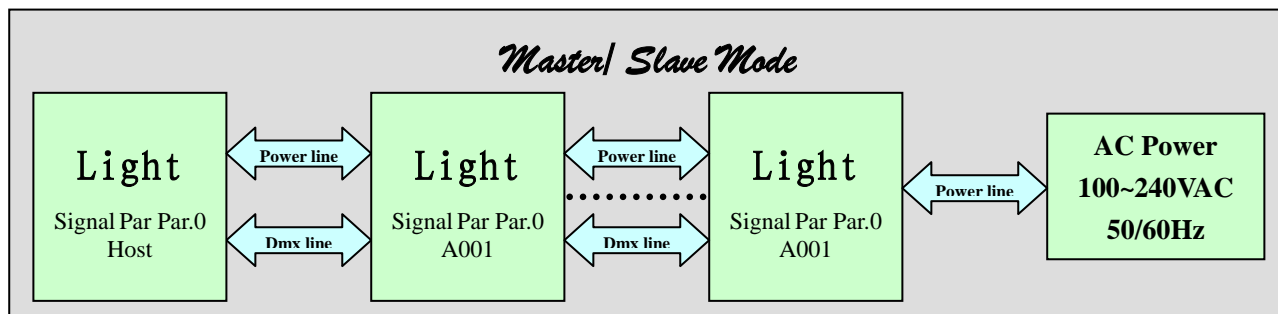 Master/ Slave Mode
Light
Signal Par Par.0
Host
Power line
Dmx line
Light
Signal Par Par.0
A001
Power line
Dmx line
Light
Signal Par Par.0
A001
Power line
AC Power
100~240VAC
50/60Hz